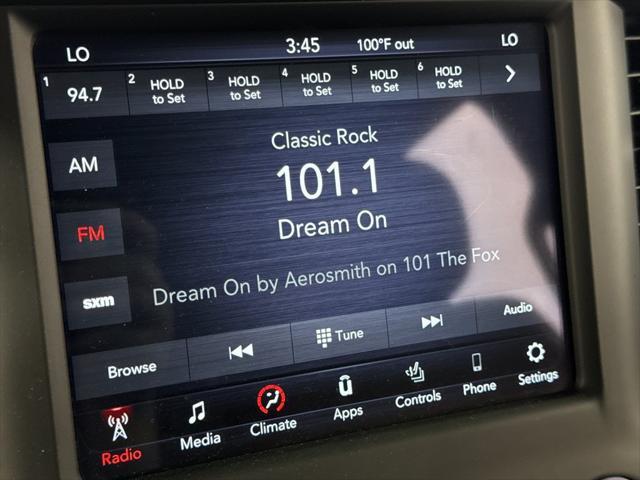 LO 3:45 100°F out LO
1 94.7 2 HOLD to Set 3 HOLD to Set 4 HOLD to Set 5 HOLD to Set 6 HOLD to Set
Classic Rock
AM
101.1
FM
Dream On
sxm
Dream On by Aerosmith on 101 The Fox
Browse Tune Audio
Radio Media Climate Apps Controls Phone Settings